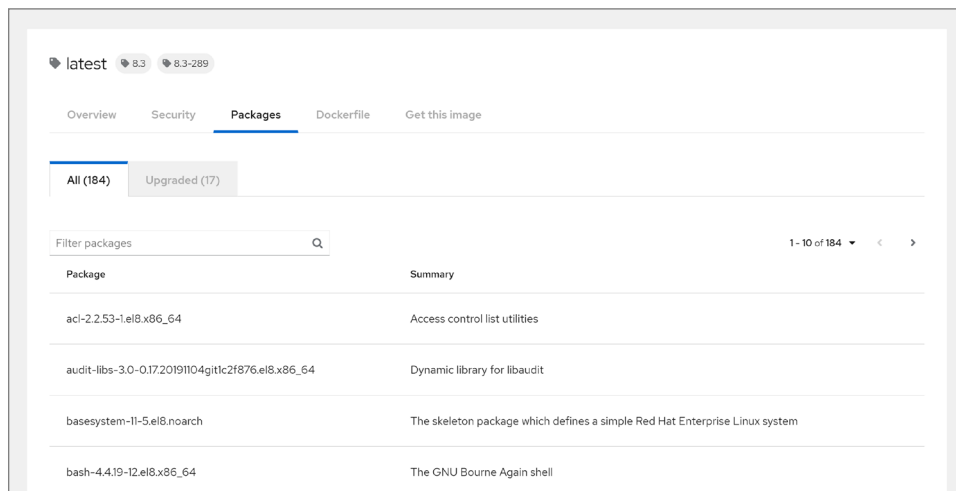 latest 8.3 8.3-289
Overview Security Packages Dockerfile Get this image
All (184) Upgraded (17)
Filter packages 1 - 10 of 184
Package Summary
acl-2.2.53-1.el8.x86_64 Access control list utilities
audit-libs-3.0-0.17.20191104git1c2f876.el8.x86_64 Dynamic library for libaudit
basesystem-11-5.el8.noarch The skeleton package which defines a simple Red Hat Enterprise Linux system
bash-4.4.19-12.el8.x86_64 The GNU Bourne Again shell